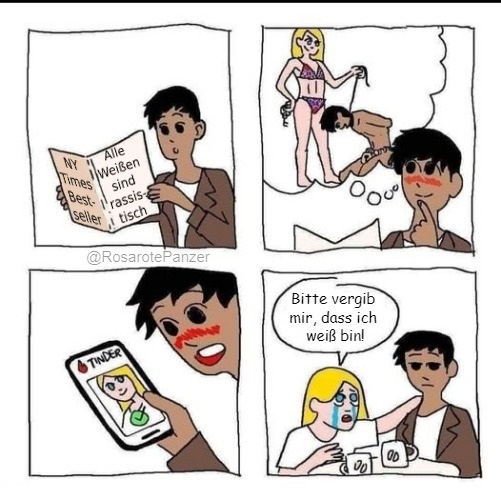 NY
Times
Best-
seller
Alle
Weißen
sind
rassis-
tisch
@RosarotePanzer
TINDER
Bitte vergib
mir, dass ich
weiß bin!